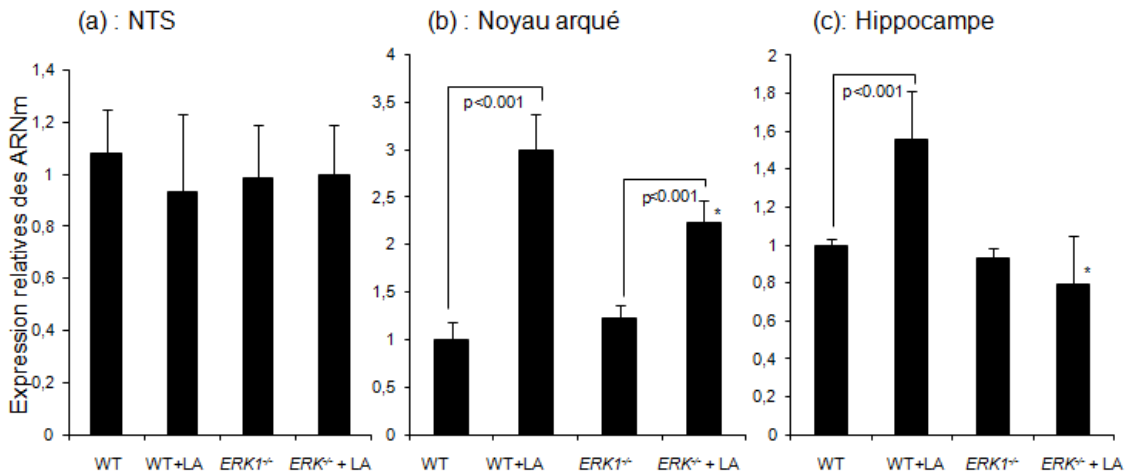 (a) : NTS
(b) : Noyau arqué
(c): Hippocampe
Expression relatives des ARNm
1,4
1,2
1
0,8
0,6
0,4
0,2
0
WT
WT+LA
ERK1-/-
ERK-/- + LA
4
3,5
3
2,5
2
1,5
1
0,5
0
p<0.001
p<0.001
*
WT
WT+LA
ERK1-/-
ERK-/- + LA
2
1,8
1,6
1,4
1,2
1
0,8
0,6
0,4
0,2
0
p<0.001
*
WT
WT+LA
ERK1-/-
ERK-/- + LA